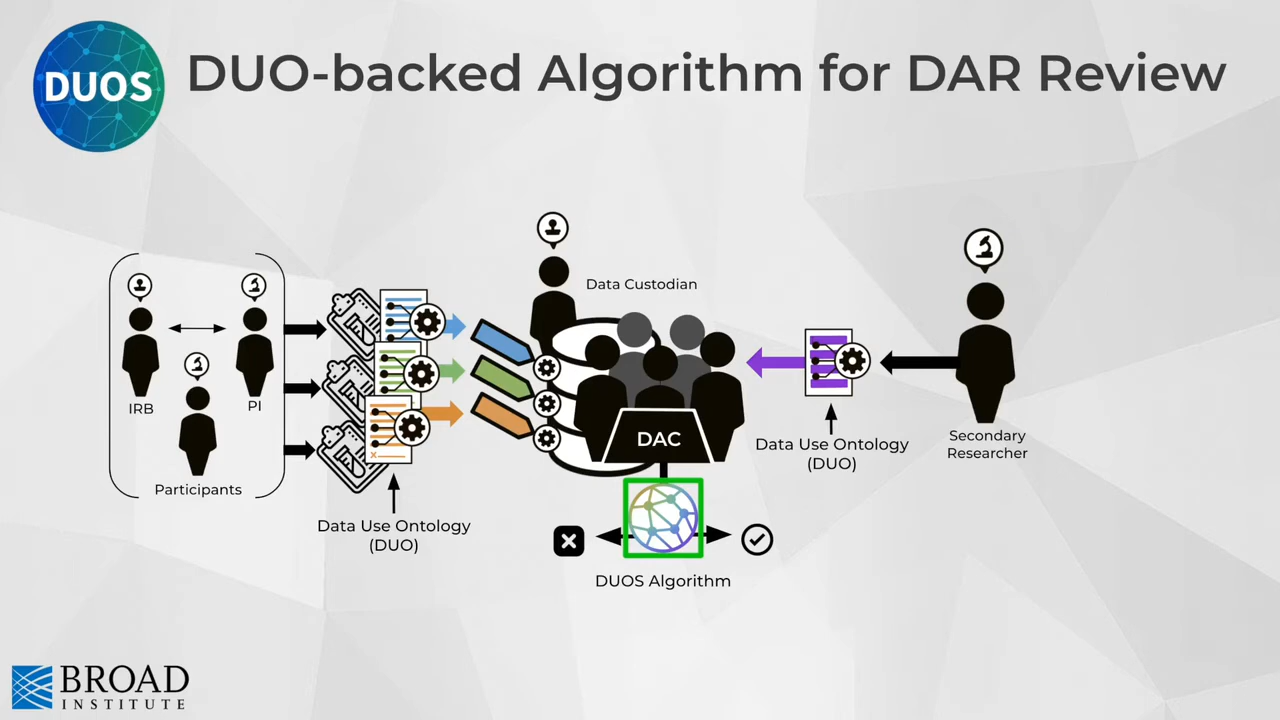 DUOS
DUO-backed Algorithm for DAR Review
IRB
PI
Participants
Data Use Ontology
(DUO)
Data Custodian
DAC
DUOS Algorithm
Data Use Ontology
(DUO)
Secondary
Researcher
BROAD
INSTITUTE